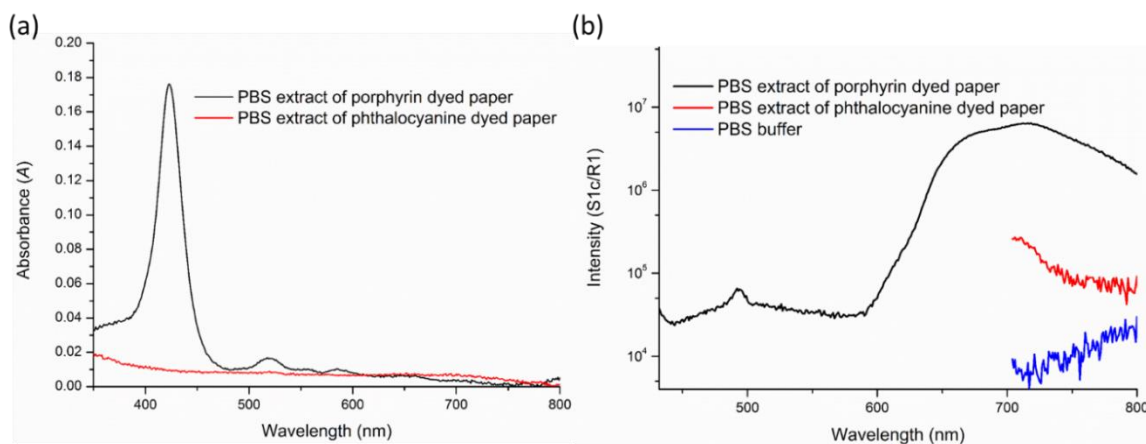 (a)
0.20
0.18
0.16
0.14
0.12
0.10
0.08
0.06
0.04
0.02
0.00
Absorbance (A)
PBS extract of porphyrin dyed paper
PBS extract of phthalocyanine dyed paper
400
500
600
700
800
Wavelength (nm)
(b)
10⁷
10⁶
10⁵
10⁴
Intensity (S1c/R1)
PBS extract of porphyrin dyed paper
PBS extract of phthalocyanine dyed paper
PBS buffer
500
600
700
800
Wavelength (nm)